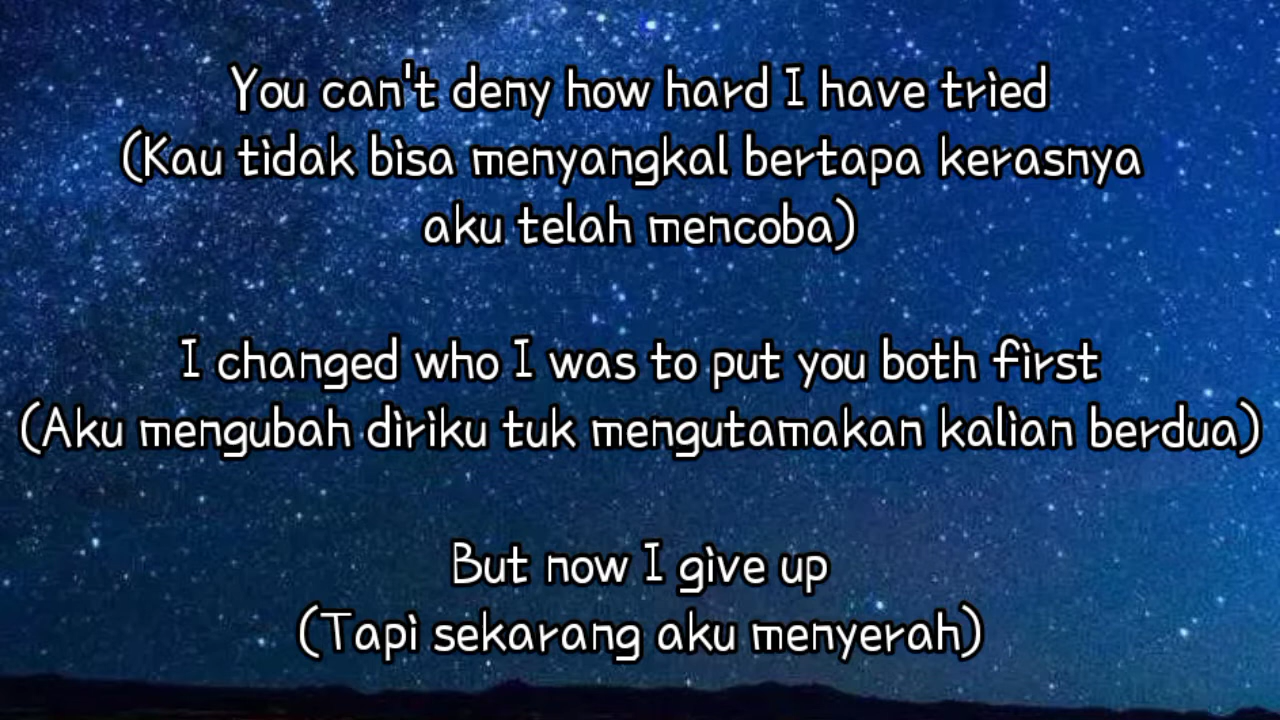 You can't deny how hard I have tried
(Kau tidak bisa menyangkal bertapa kerasnya
aku telah mencoba)
I changed who I was to put you both first
(Aku mengubah diriku tuk mengutamakan kalian berdua)
But now I give up
(Tapi sekarang aku menyerah)